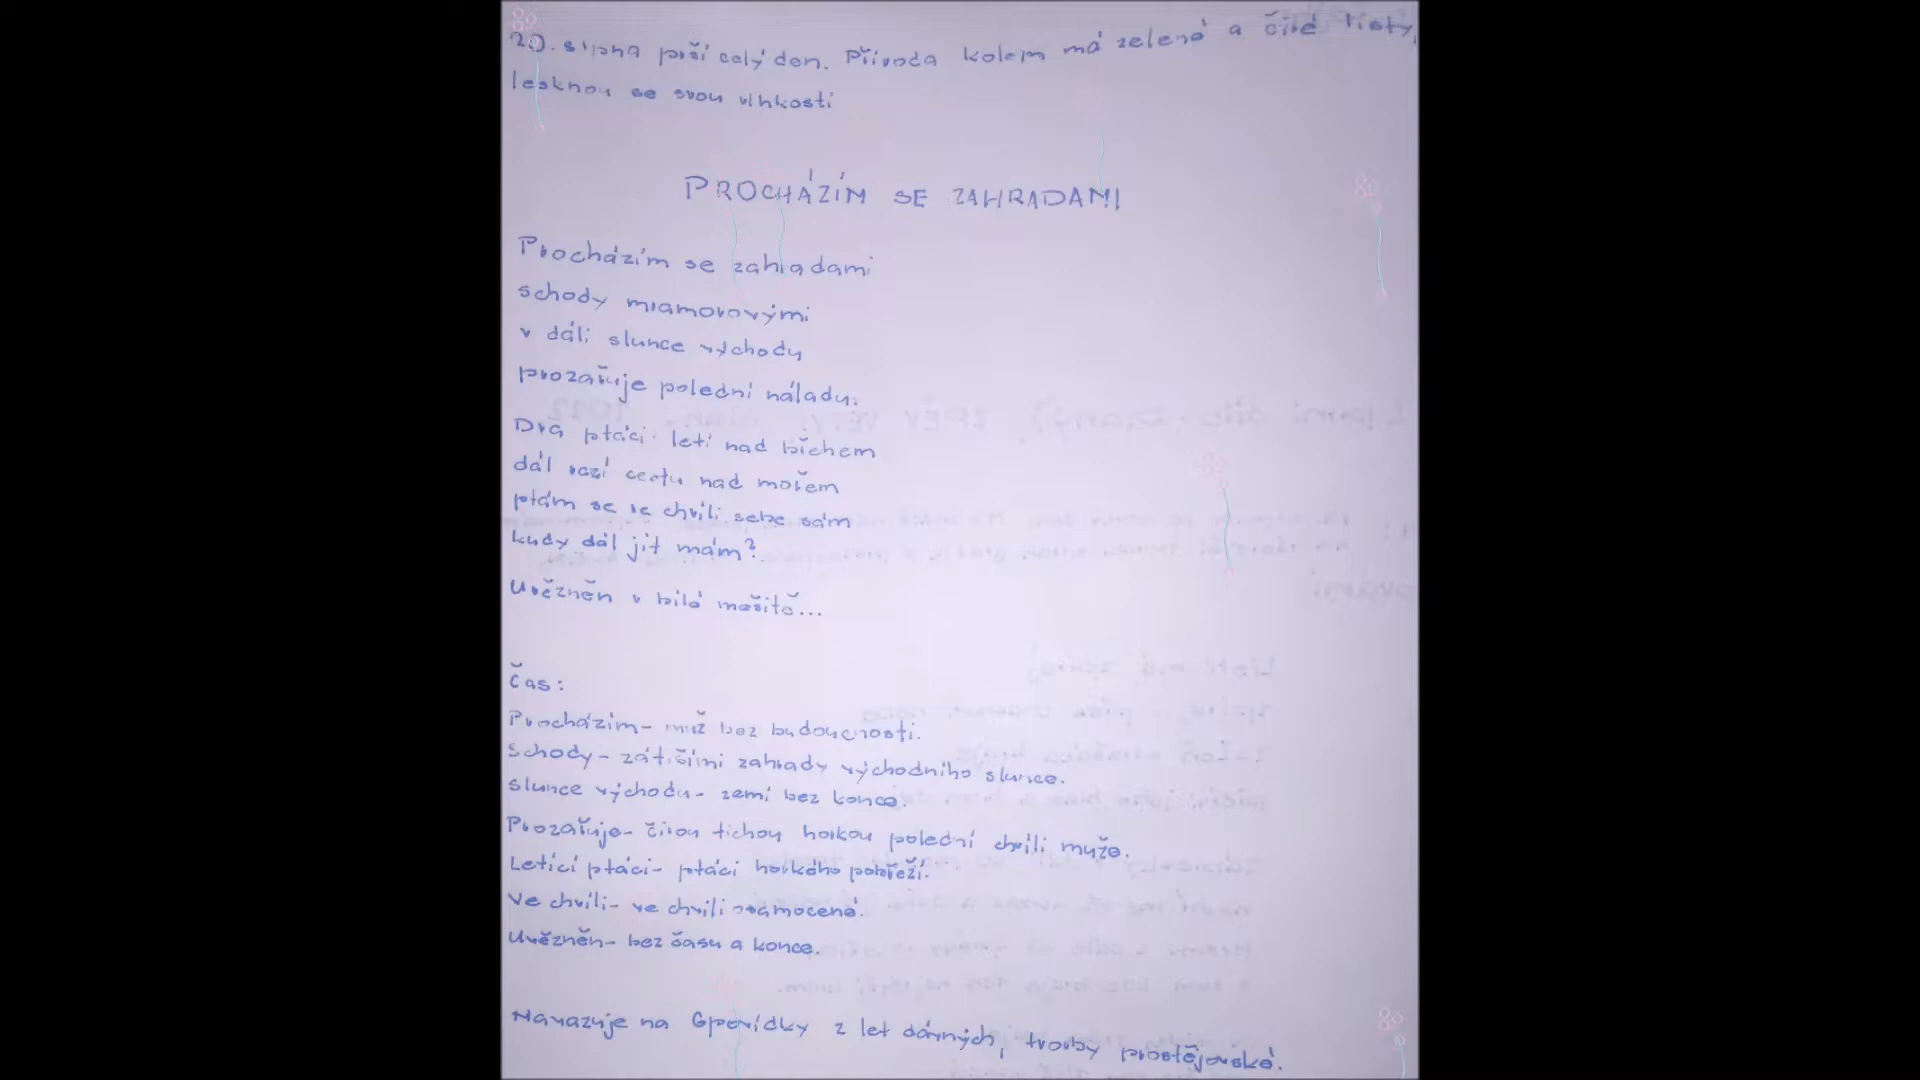 20. srpna prší celý den. Příroda kolem má zelené a čiré listy,
lesknou se svou vlhkostí
PROCHÁZÍM SE ZAHRADAMI
Procházím se zahradami
schody mramorovými
v dáli slunce východu
prozařuje polední náladu.
Dva ptáci letí nad břehem
dál razí cestu nad mořem
ptám se ve chvíli sebe sám
kudy dál jít mám?
Uvězněn v bílé mešitě...
Čas:
Procházím- muž bez budoucnosti.
Schody- zátišími zahrady východního slunce.
Slunce východu- zemí bez konce.
Prozařuje- čirou tichou horkou polední chvíli muže.
Letící ptáci- ptáci horkého pobřeží.
Ve chvíli- ve chvíli osamocené.
Uvězněn- bez času a konce.
Navazuje na Gpovídky z let dávných, tvorby prostějovské.